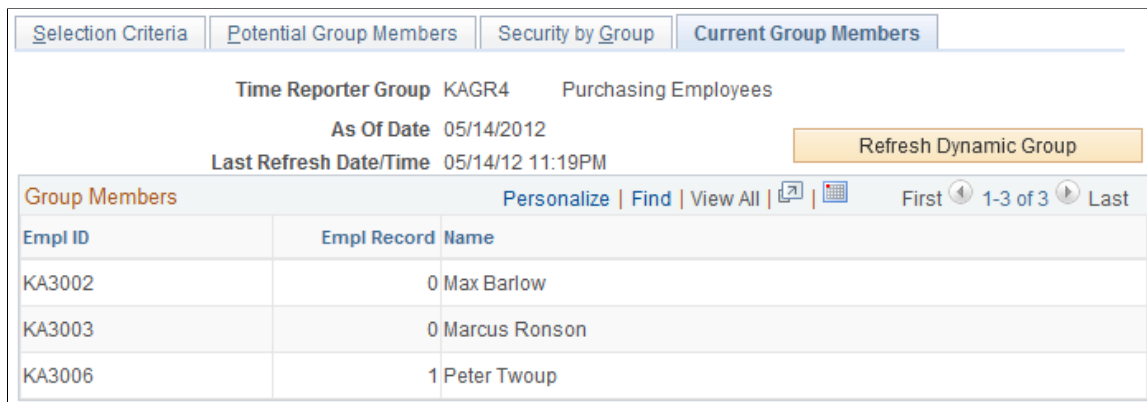 Selection Criteria Potential Group Members Security by Group Current Group Members
Time Reporter Group KAGR4 Purchasing Employees
As Of Date 05/14/2012
Refresh Dynamic Group
Last Refresh Date/Time 05/14/12 11:19PM
Group Members Personalize | Find | View All | | First 1-3 of 3 Last
Empl ID Empl Record Name
KA3002 0 Max Barlow
KA3003 0 Marcus Ronson
KA3006 1 Peter Twoup